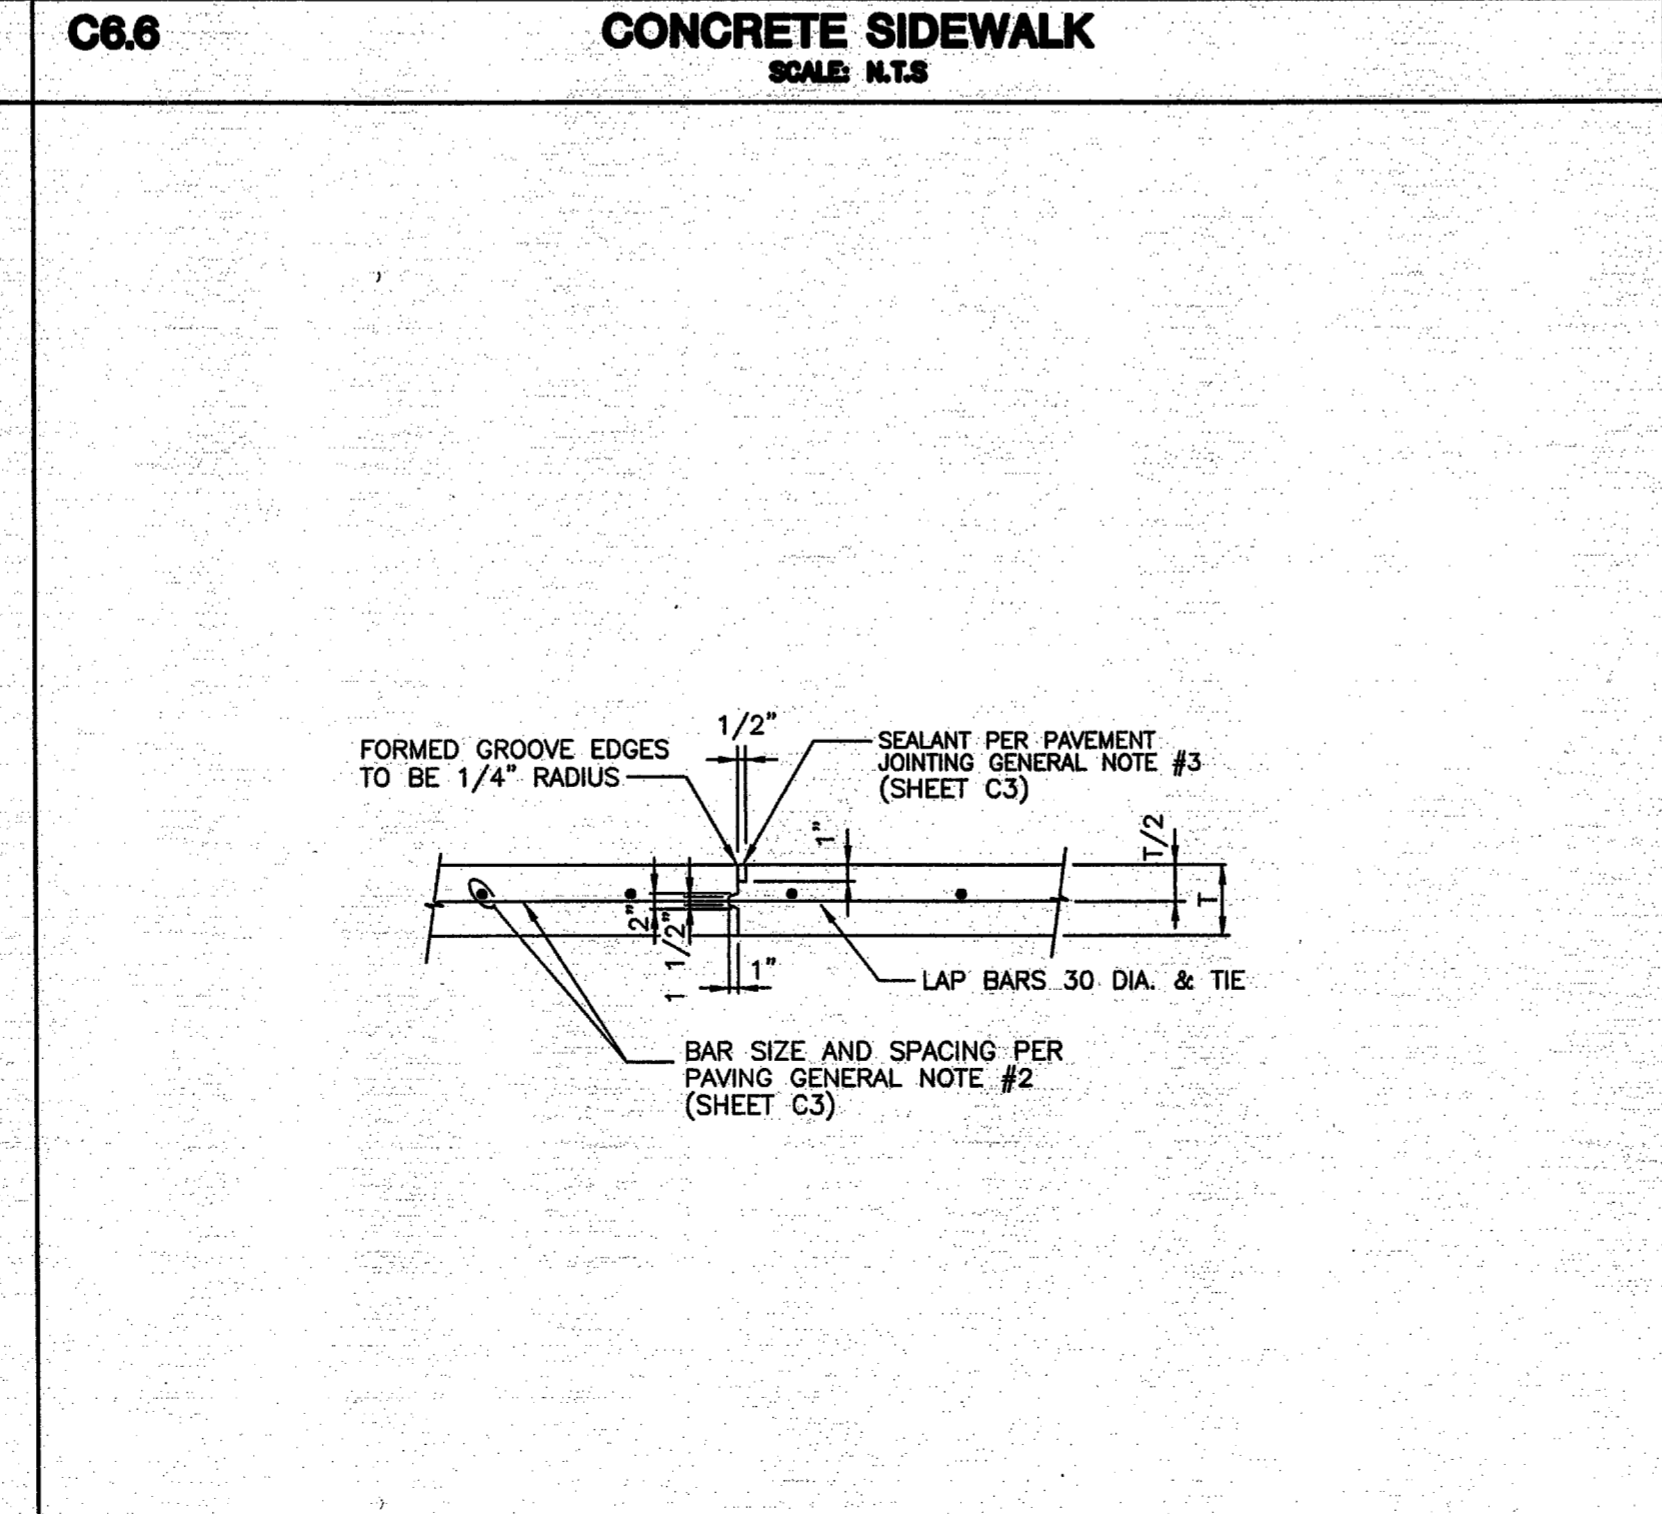 C6.6
CONCRETE SIDEWALK
SCALE: N.T.S
1/2"
FORMED GROOVE EDGES
TO BE 1/4" RADIUS
SEALANT PER PAVEMENT
JOINTING GENERAL NOTE #3
(SHEET C3)
1"
T/2
T
2"
1 1/2"
1"
LAP BARS 30 DIA. & TIE
BAR SIZE AND SPACING PER
PAVING GENERAL NOTE #2
(SHEET C3)